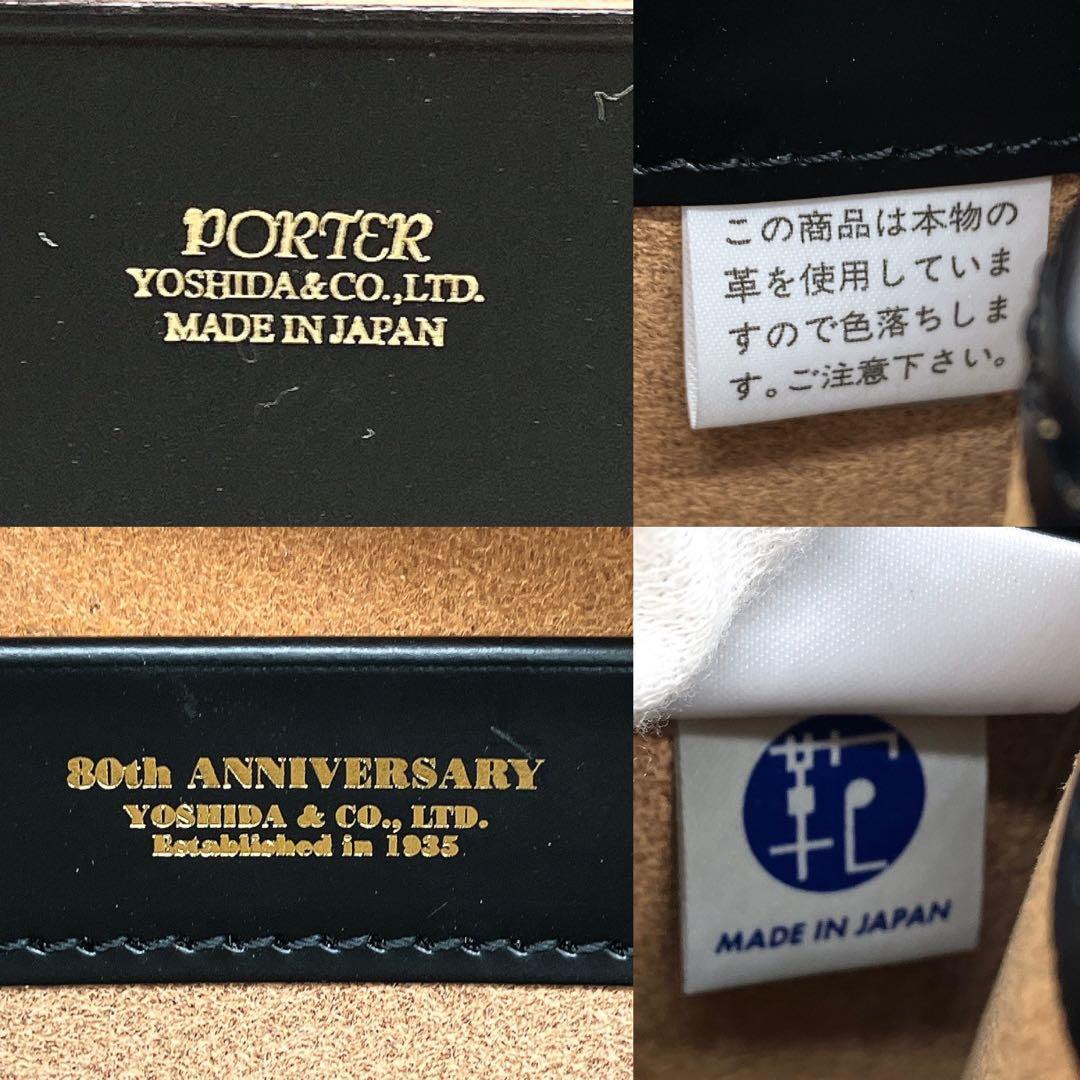 PORTER
YOSHIDA&CO.,LTD.
MADE IN JAPAN
この商品は本物の
革を使用していま
すので色落ちしま
す。ご注意下さい。
80th ANNIVERSARY
YOSHIDA & CO., LTD.
Established in 1935
MADE IN JAPAN